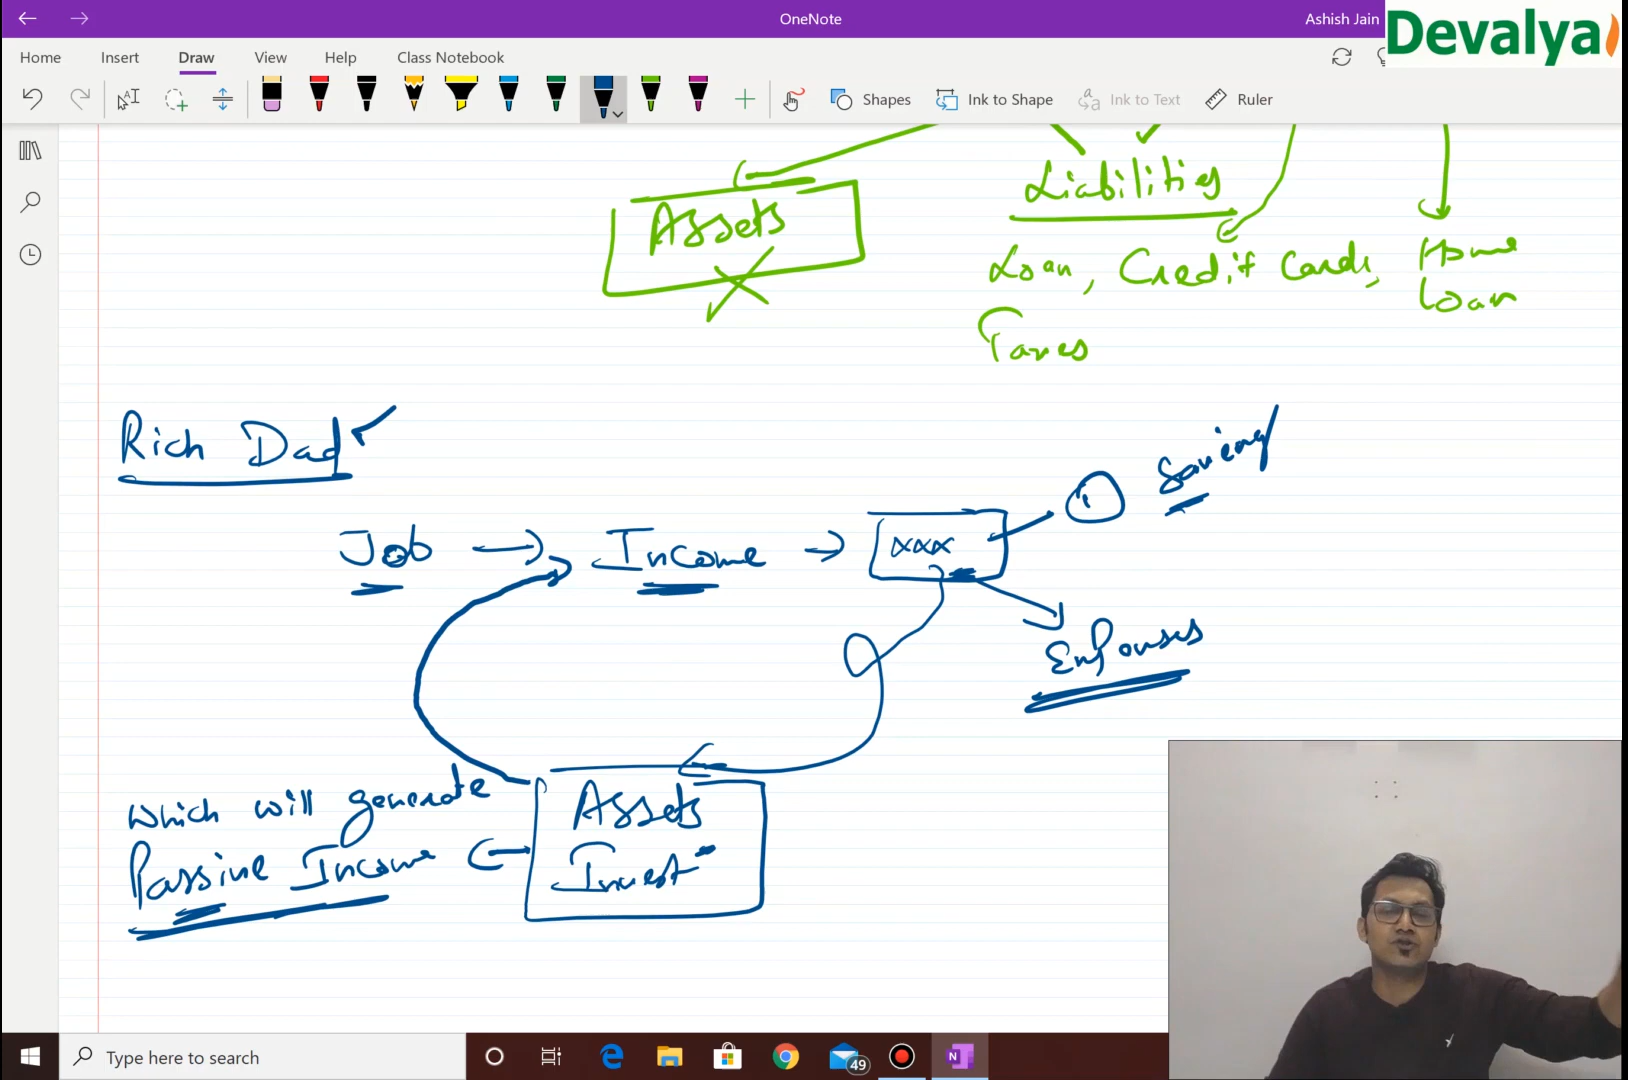 OneNote
Ashish Jain
Devalya
Home Insert Draw View Help Class Notebook
Shapes Ink to Shape Ink to Text Ruler
Liabilities
Assets
Loan, Credit Cards, Home Loan
Taxes
Rich Dad
① Saving
Job → Income → xxx
Expenses
which will generate
Passive Income
Assets
Invest
Type here to search
49